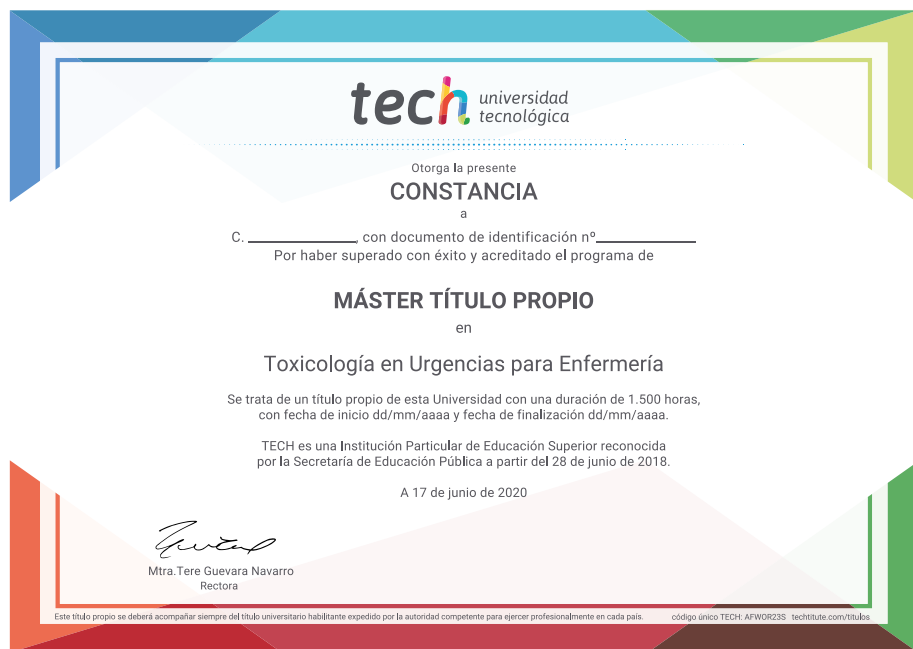 tech universidad
tecnológica
Otorga la presente
CONSTANCIA
a
C. ____________, con documento de identificación nº___________
Por haber superado con éxito y acreditado el programa de
MÁSTER TÍTULO PROPIO
en
Toxicología en Urgencias para Enfermería
Se trata de un título propio de esta Universidad con una duración de 1.500 horas,
con fecha de inicio dd/mm/aaaa y fecha de finalización dd/mm/aaaa.
TECH es una Institución Particular de Educación Superior reconocida
por la Secretaría de Educación Pública a partir del 28 de junio de 2018.
A 17 de junio de 2020
Mtra.Tere Guevara Navarro
Rectora
Este título propio se deberá acompañar siempre del título universitario habilitante expedido por la autoridad competente para ejercer profesionalmente en cada país. código único TECH: AFWOR23S techtitute.com/titulos